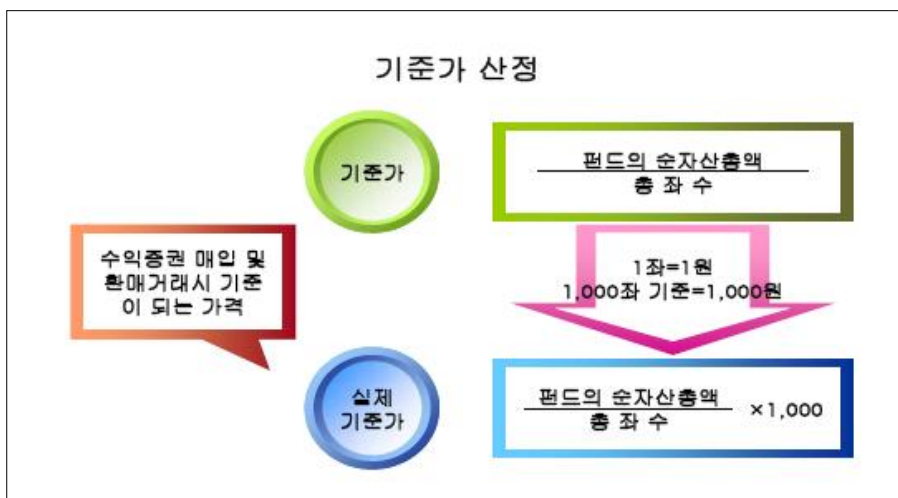 기준가 산정
기준가
펀드의 순자산총액
총 좌 수
수익증권 매입 및
환매거래시 기준
이 되는 가격
1좌=1원
1,000좌 기준=1,000원
실제
기준가
펀드의 순자산총액
총 좌 수
×1,000